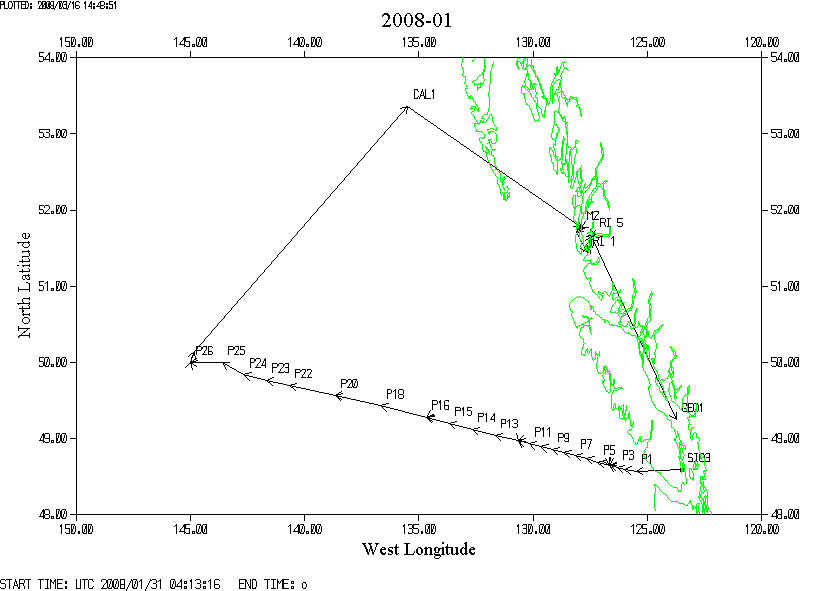 PLOTTED: 2008/03/16 14:43:51
2008-01
150.00 145.00 140.00 135.00 130.00 125.00 120.00
54.00 54.00
CAL1
53.00 53.00
52.00 52.00
MZ
RI 5
RI 1
North Latitude
51.00 51.00
50.00 50.00
P26 P25 P24 P23 P22 P20 P18 P16 P15 P14 P13 P11 P9 P7 P5 P3 P1
GEO1
49.00 49.00
48.00 48.00
150.00 145.00 140.00 135.00 130.00 125.00 120.00
West Longitude
START TIME: UTC 2008/01/31 04:13:16 END TIME: o